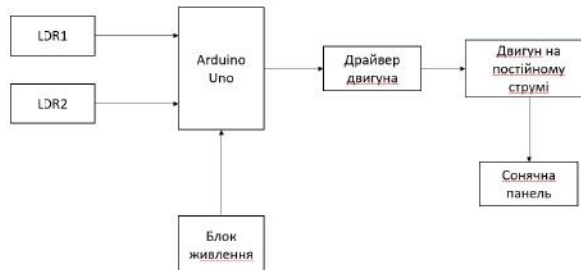 LDR1
LDR2
Arduino
Uno
Драйвер
двигуна
Двигун на
постійному
струмі
Сонячна
панель
Блок
живлення